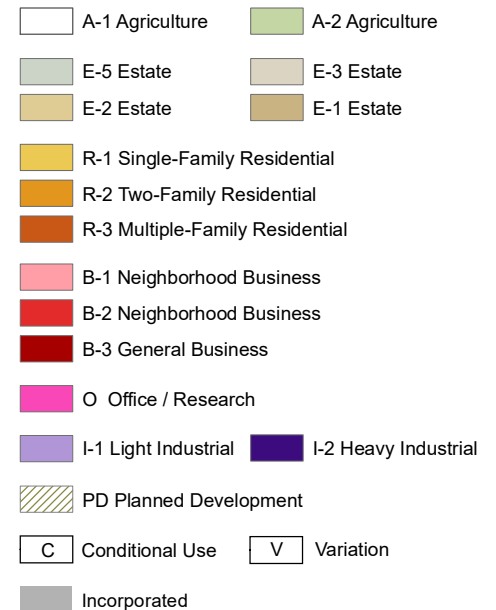 A-1 Agriculture A-2 Agriculture
E-5 Estate E-3 Estate
E-2 Estate E-1 Estate
R-1 Single-Family Residential
R-2 Two-Family Residential
R-3 Multiple-Family Residential
B-1 Neighborhood Business
B-2 Neighborhood Business
B-3 General Business
O Office / Research
I-1 Light Industrial I-2 Heavy Industrial
PD Planned Development
C Conditional Use V Variation
Incorporated